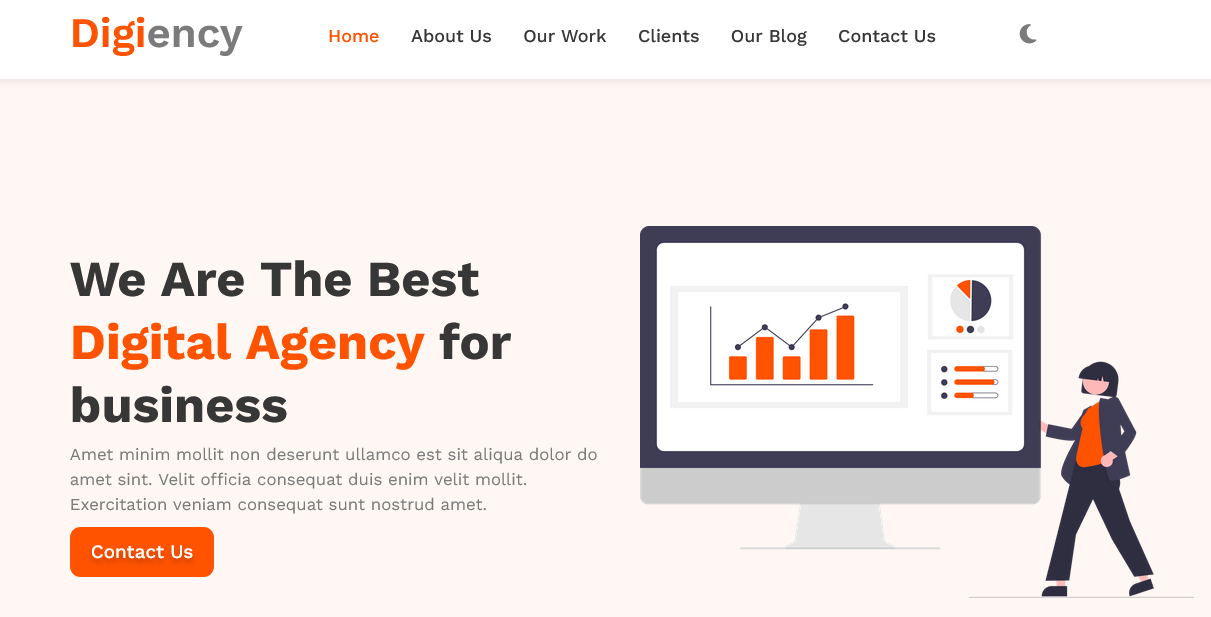 Digiency
Home About Us Our Work Clients Our Blog Contact Us
We Are The Best
Digital Agency for
business
Amet minim mollit non deserunt ullamco est sit aliqua dolor do
amet sint. Velit officia consequat duis enim velit mollit.
Exercitation veniam consequat sunt nostrud amet.
Contact Us